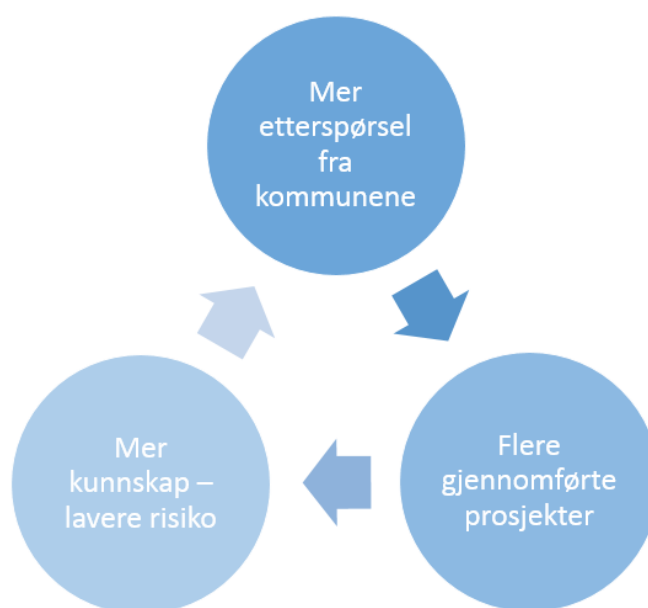 Mer
etterspørsel
fra
kommunene
Flere
gjennomførte
prosjekter
Mer
kunnskap –
lavere risiko